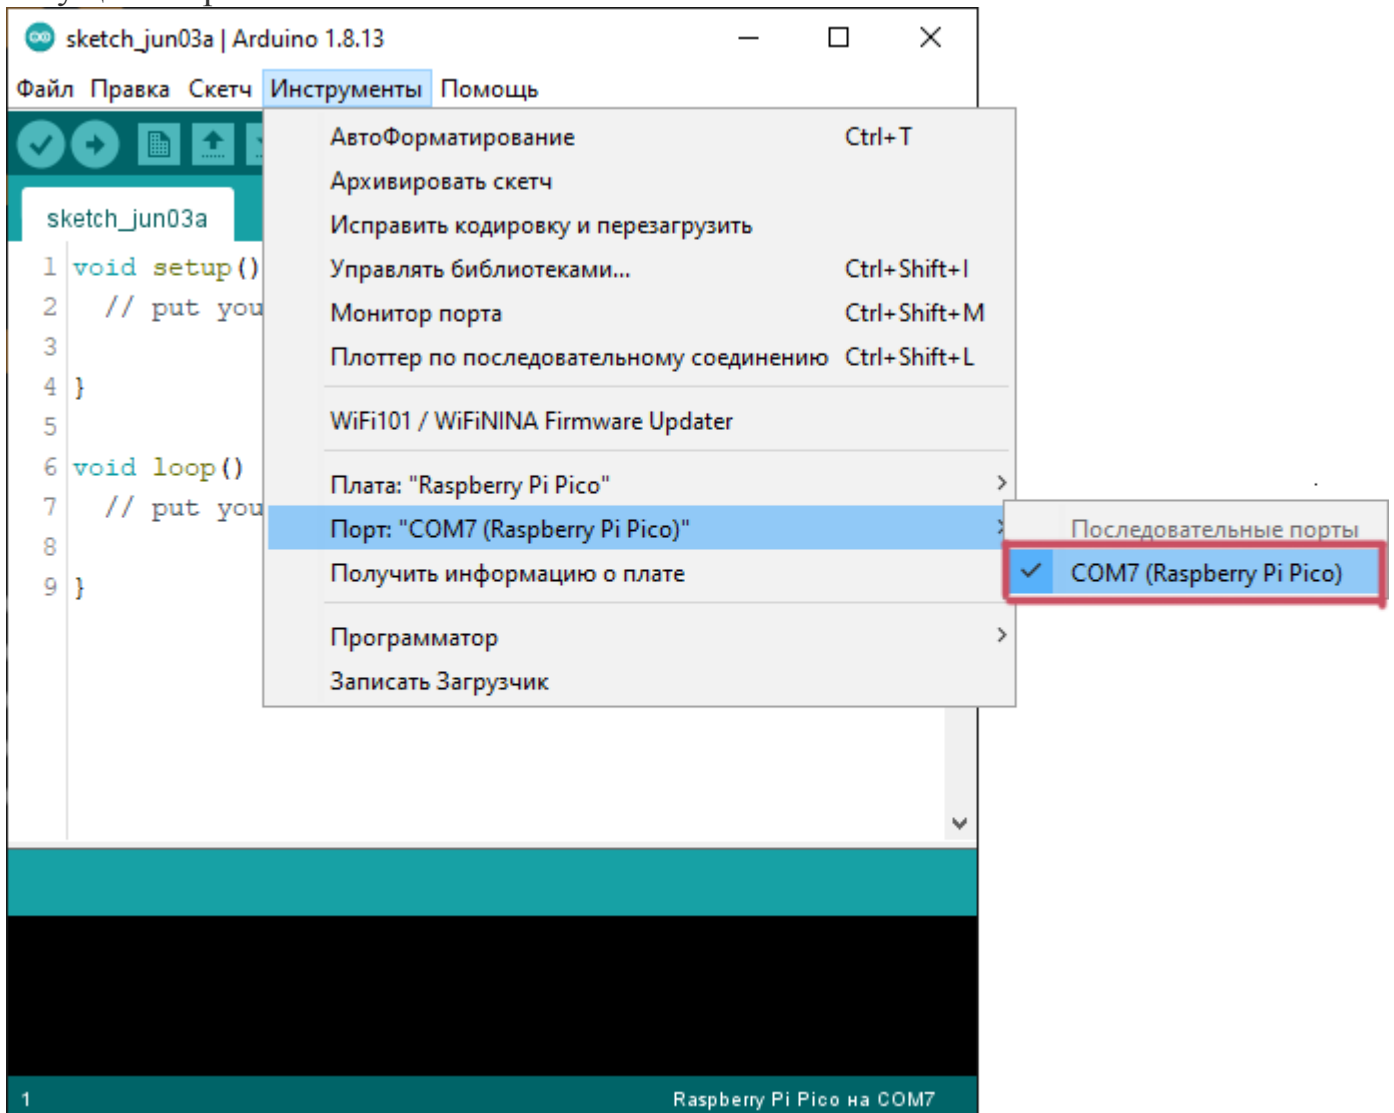 sketch_jun03a | Arduino 1.8.13
Файл Правка Скетч Инструменты Помощь
АвтоФорматирование Ctrl+T
Архивировать скетч
Исправить кодировку и перезагрузить
Управлять библиотеками... Ctrl+Shift+I
Монитор порта Ctrl+Shift+M
Плоттер по последовательному соединению Ctrl+Shift+L
WiFi101 / WiFiNINA Firmware Updater
Плата: "Raspberry Pi Pico"
Порт: "COM7 (Raspberry Pi Pico)"
Получить информацию о плате
Программатор
Записать Загрузчик
Последовательные порты
COM7 (Raspberry Pi Pico)
sketch_jun03a
1 void setup()
2 // put you
3
4 }
5
6 void loop()
7 // put you
8
9 }
1 Raspberry Pi Pico на COM7